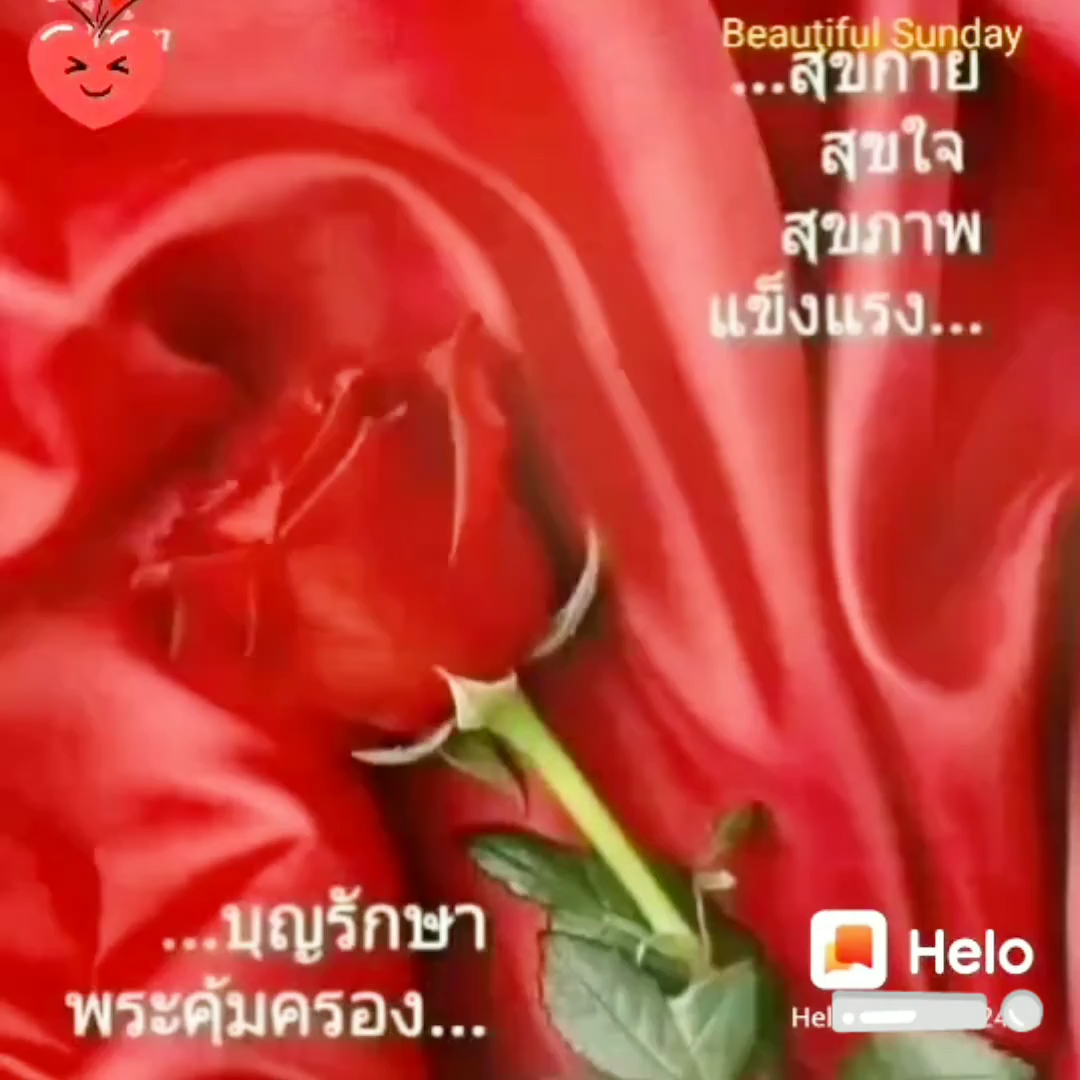 Beautiful Sunday
...สุขกาย
สุขใจ
สุขภาพ
แข็งแรง...
...บุญรักษา
พระคุ้มครอง...
Helo